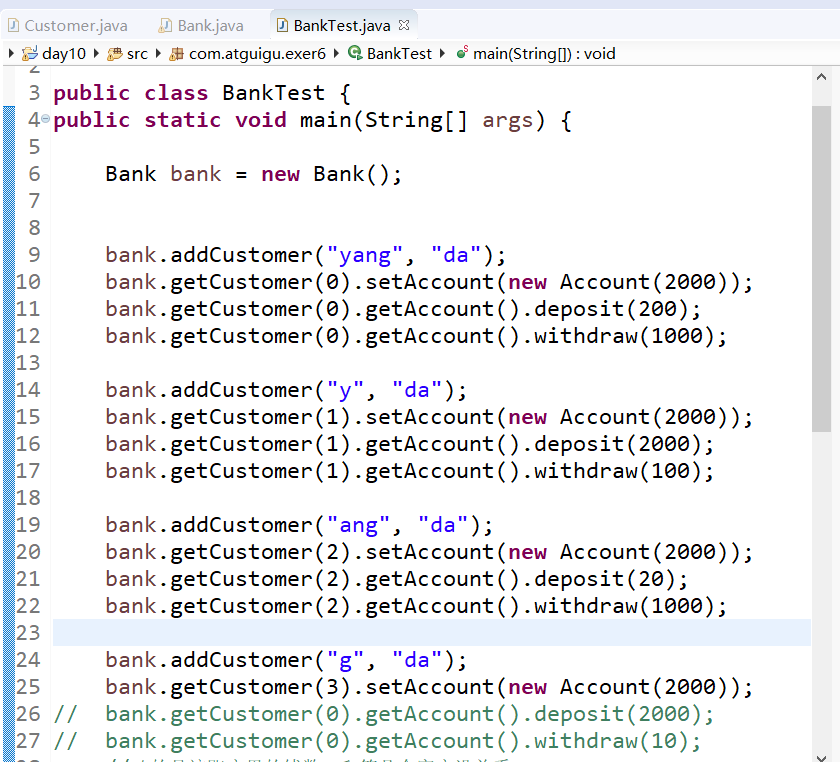 Customer.java Bank.java BankTest.java
day10 src com.atguigu.exer6 BankTest main(String[]) : void
2
3 public class BankTest {
4 public static void main(String[] args) {
5
6 Bank bank = new Bank();
7
8
9 bank.addCustomer("yang", "da");
10 bank.getCustomer(0).setAccount(new Account(2000));
11 bank.getCustomer(0).getAccount().deposit(200);
12 bank.getCustomer(0).getAccount().withdraw(1000);
13
14 bank.addCustomer("y", "da");
15 bank.getCustomer(1).setAccount(new Account(2000));
16 bank.getCustomer(1).getAccount().deposit(2000);
17 bank.getCustomer(1).getAccount().withdraw(100);
18
19 bank.addCustomer("ang", "da");
20 bank.getCustomer(2).setAccount(new Account(2000));
21 bank.getCustomer(2).getAccount().deposit(20);
22 bank.getCustomer(2).getAccount().withdraw(1000);
23
24 bank.addCustomer("g", "da");
25 bank.getCustomer(3).setAccount(new Account(2000));
26 // bank.getCustomer(0).getAccount().deposit(2000);
27 // bank.getCustomer(0).getAccount().withdraw(10);